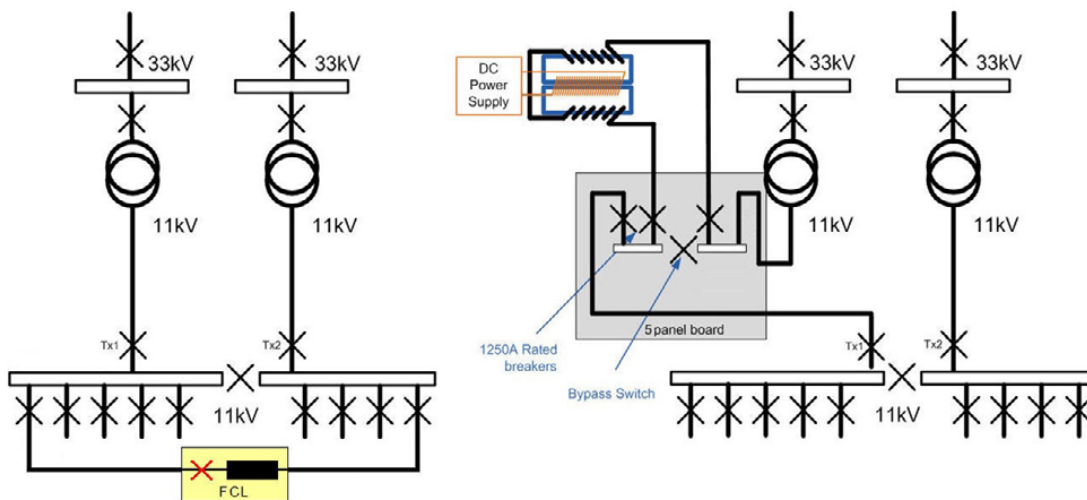 33kV
33kV
11kV
11kV
Tx1
Tx2
11kV
FCL
DC
Power
Supply
33kV
33kV
11kV
11kV
5 panel board
1250A Rated
breakers
Bypass Switch
Tx1
Tx2
11kV